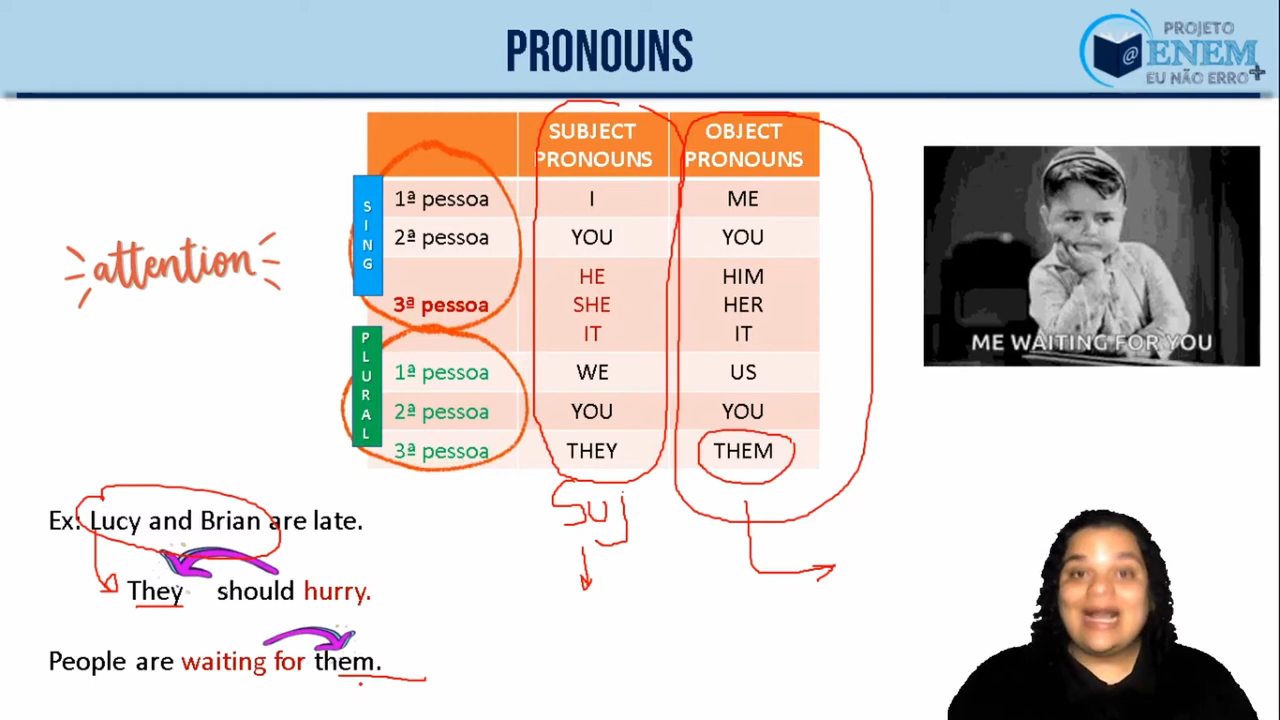 PRONOUNS
PROJETO
@ENEM
EU NÃO ERRO+
SUBJECT PRONOUNS OBJECT PRONOUNS
SING
1ª pessoa I ME
2ª pessoa YOU YOU
3ª pessoa HE HIM
SHE HER
IT IT
PLURAL
1ª pessoa WE US
2ª pessoa YOU YOU
3ª pessoa THEY THEM
attention
ME WAITING FOR YOU
Ex: Lucy and Brian are late.
They should hurry.
People are waiting for them.
Suj